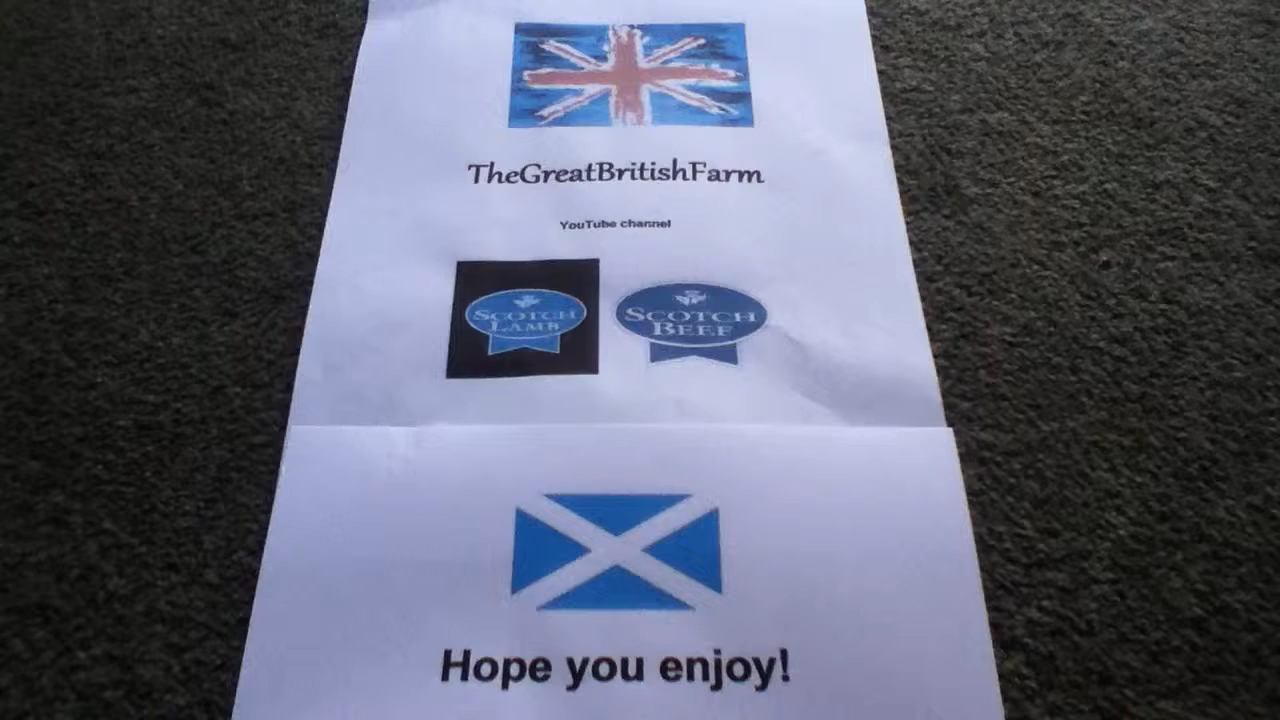 TheGreatBritishFarm
YouTube channel
SCOTCH
LAMB
SCOTCH
BEEF
Hope you enjoy!